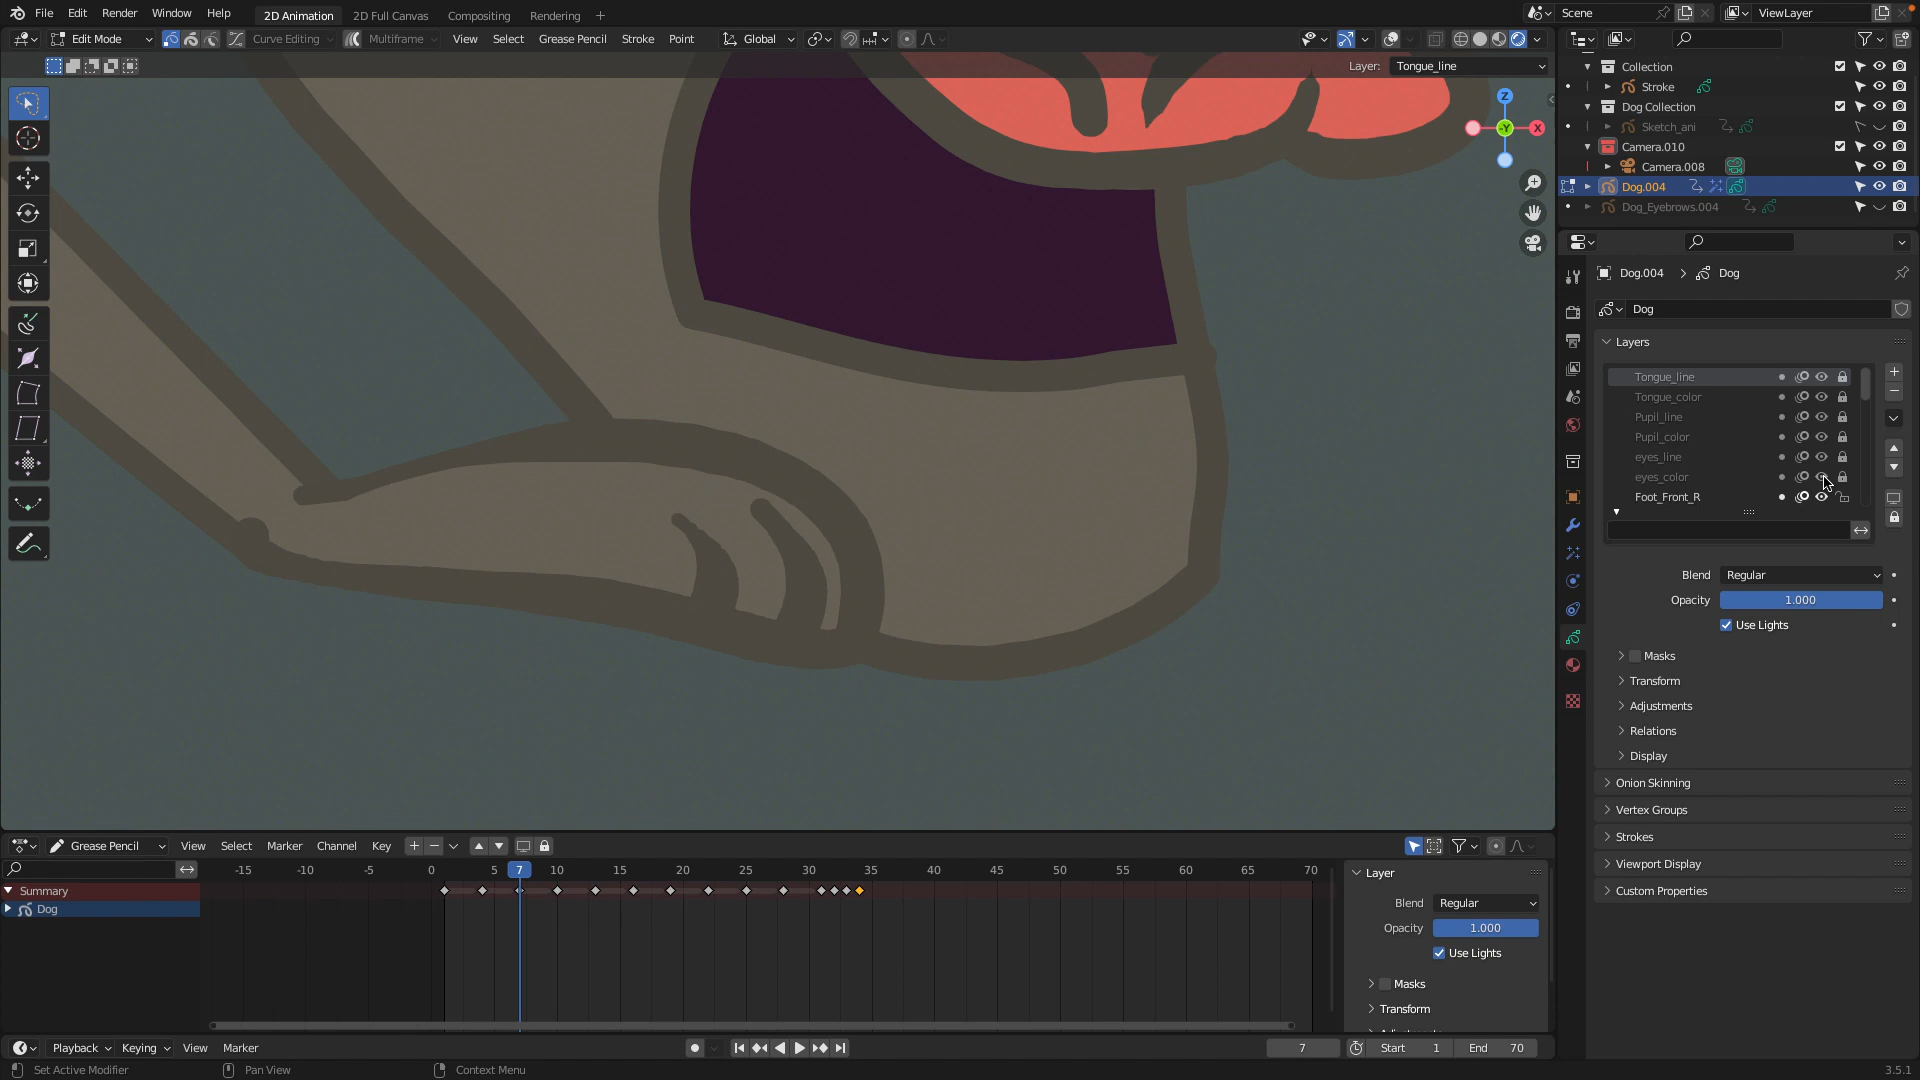 File Edit Render Window Help 2D Animation 2D Full Canvas Compositing Rendering + Scene ViewLayer
Edit Mode Curve Editing Multiframe View Select Grease Pencil Stroke Point Global
Layer: Tongue_line
Z
X
-Y
Collection
Stroke
Dog Collection
Sketch_ani
Camera.010
Camera.008
Dog.004
Dog_Eyebrows.004
Dog.004 > Dog
Dog
Layers
Tongue_line
Tongue_color
Pupil_line
Pupil_color
eyes_line
eyes_color
Foot_Front_R
Blend Regular
Opacity 1.000
Use Lights
Masks
Transform
Adjustments
Relations
Display
Onion Skinning
Vertex Groups
Strokes
Viewport Display
Custom Properties
Grease Pencil View Select Marker Channel Key
-15 -10 -5 0 5 7 10 15 20 25 30 35 40 45 50 55 60 65 70
Summary
Dog
Layer
Blend Regular
Opacity 1.000
Use Lights
Masks
Transform
Playback Keying View Marker 7 Start 1 End 70
Set Active Modifier Pan View Context Menu 3.5.1